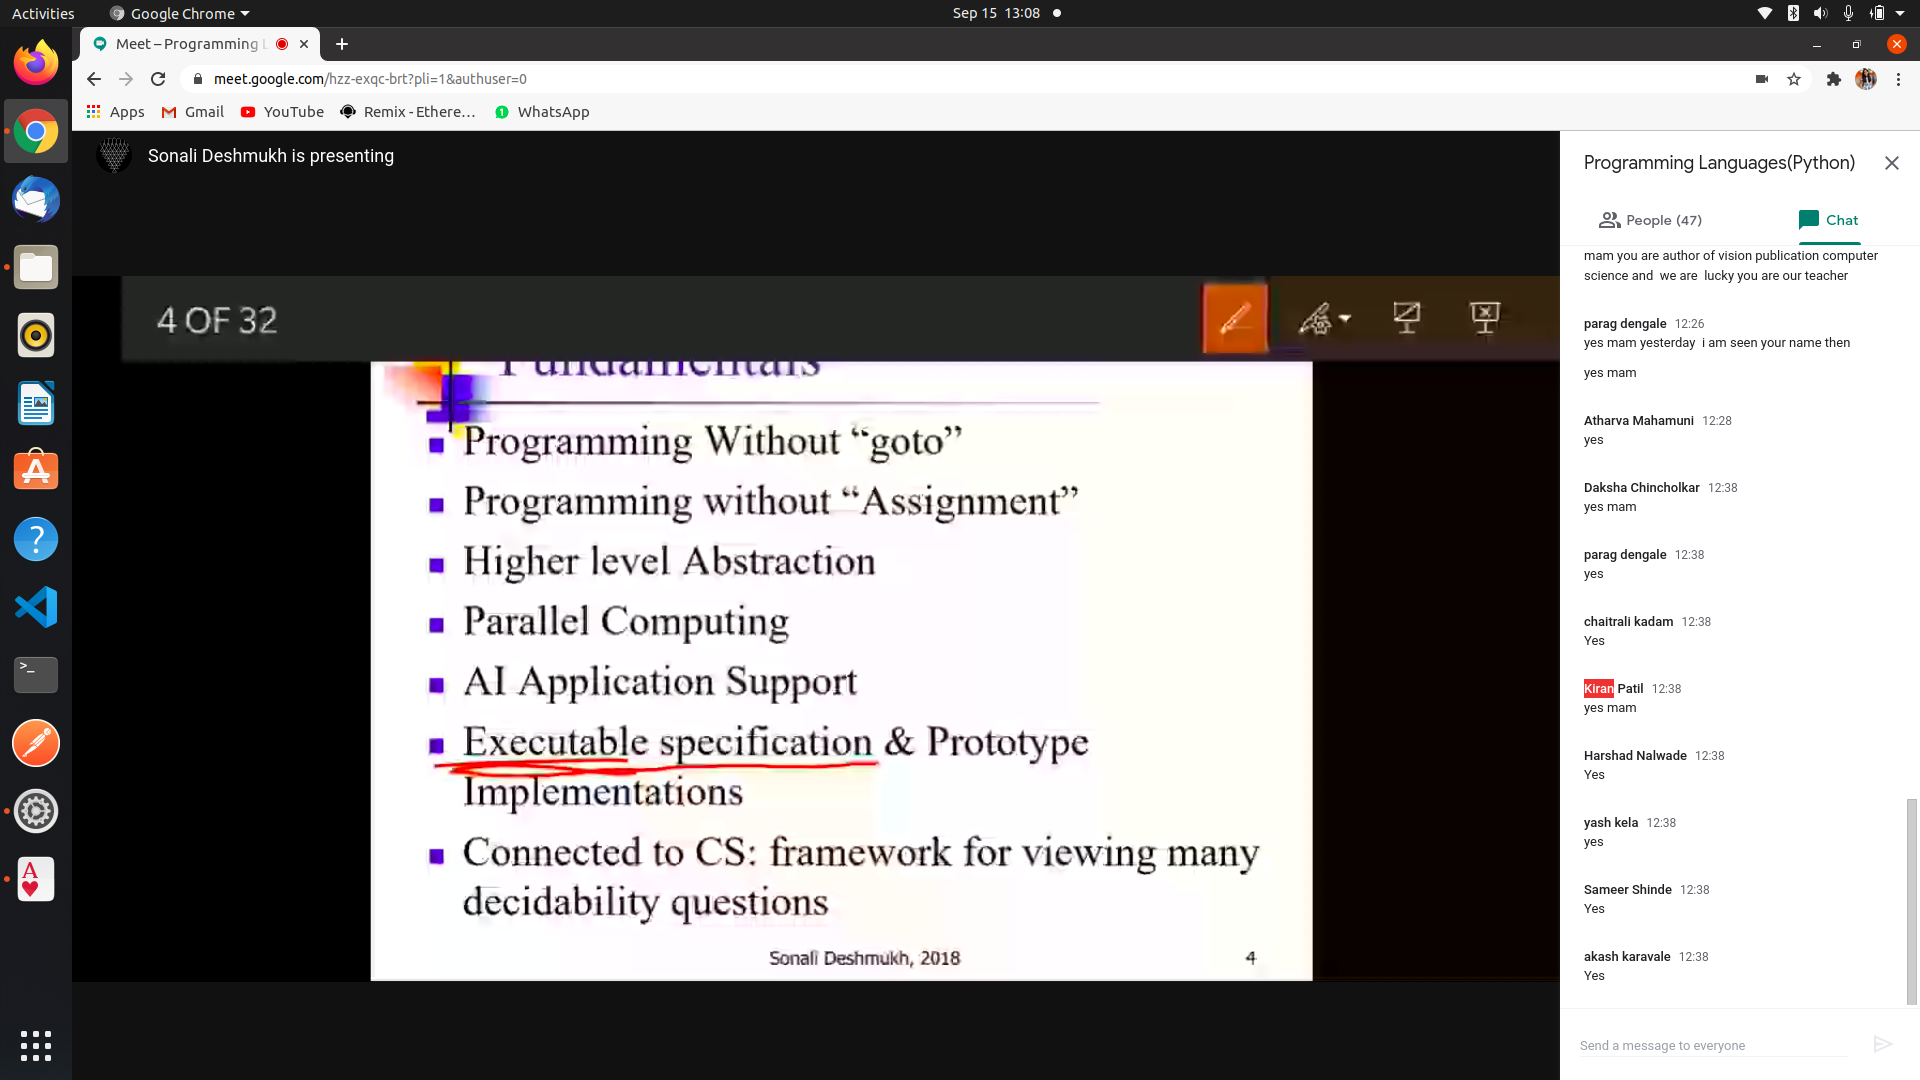 Activities
Google Chrome
Sep 15 13:08
Meet – Programming L
meet.google.com/hzz-exqc-brt?pli=1&authuser=0
Apps
Gmail
YouTube
Remix - Ethere...
WhatsApp
Sonali Deshmukh is presenting
4 OF 32
Fundamentals
Programming Without “goto”
Programming without “Assignment”
Higher level Abstraction
Parallel Computing
AI Application Support
Executable specification & Prototype
Implementations
Connected to CS: framework for viewing many
decidability questions
Sonali Deshmukh, 2018
4
Programming Languages(Python)
People (47)
Chat
mam you are author of vision publication computer
science and we are lucky you are our teacher
parag dengale 12:26
yes mam yesterday i am seen your name then
yes mam
Atharva Mahamuni 12:28
yes
Daksha Chincholkar 12:38
yes mam
parag dengale 12:38
yes
chaitrali kadam 12:38
Yes
Kiran Patil 12:38
yes mam
Harshad Nalwade 12:38
Yes
yash kela 12:38
yes
Sameer Shinde 12:38
Yes
akash karavale 12:38
Yes
Send a message to everyone